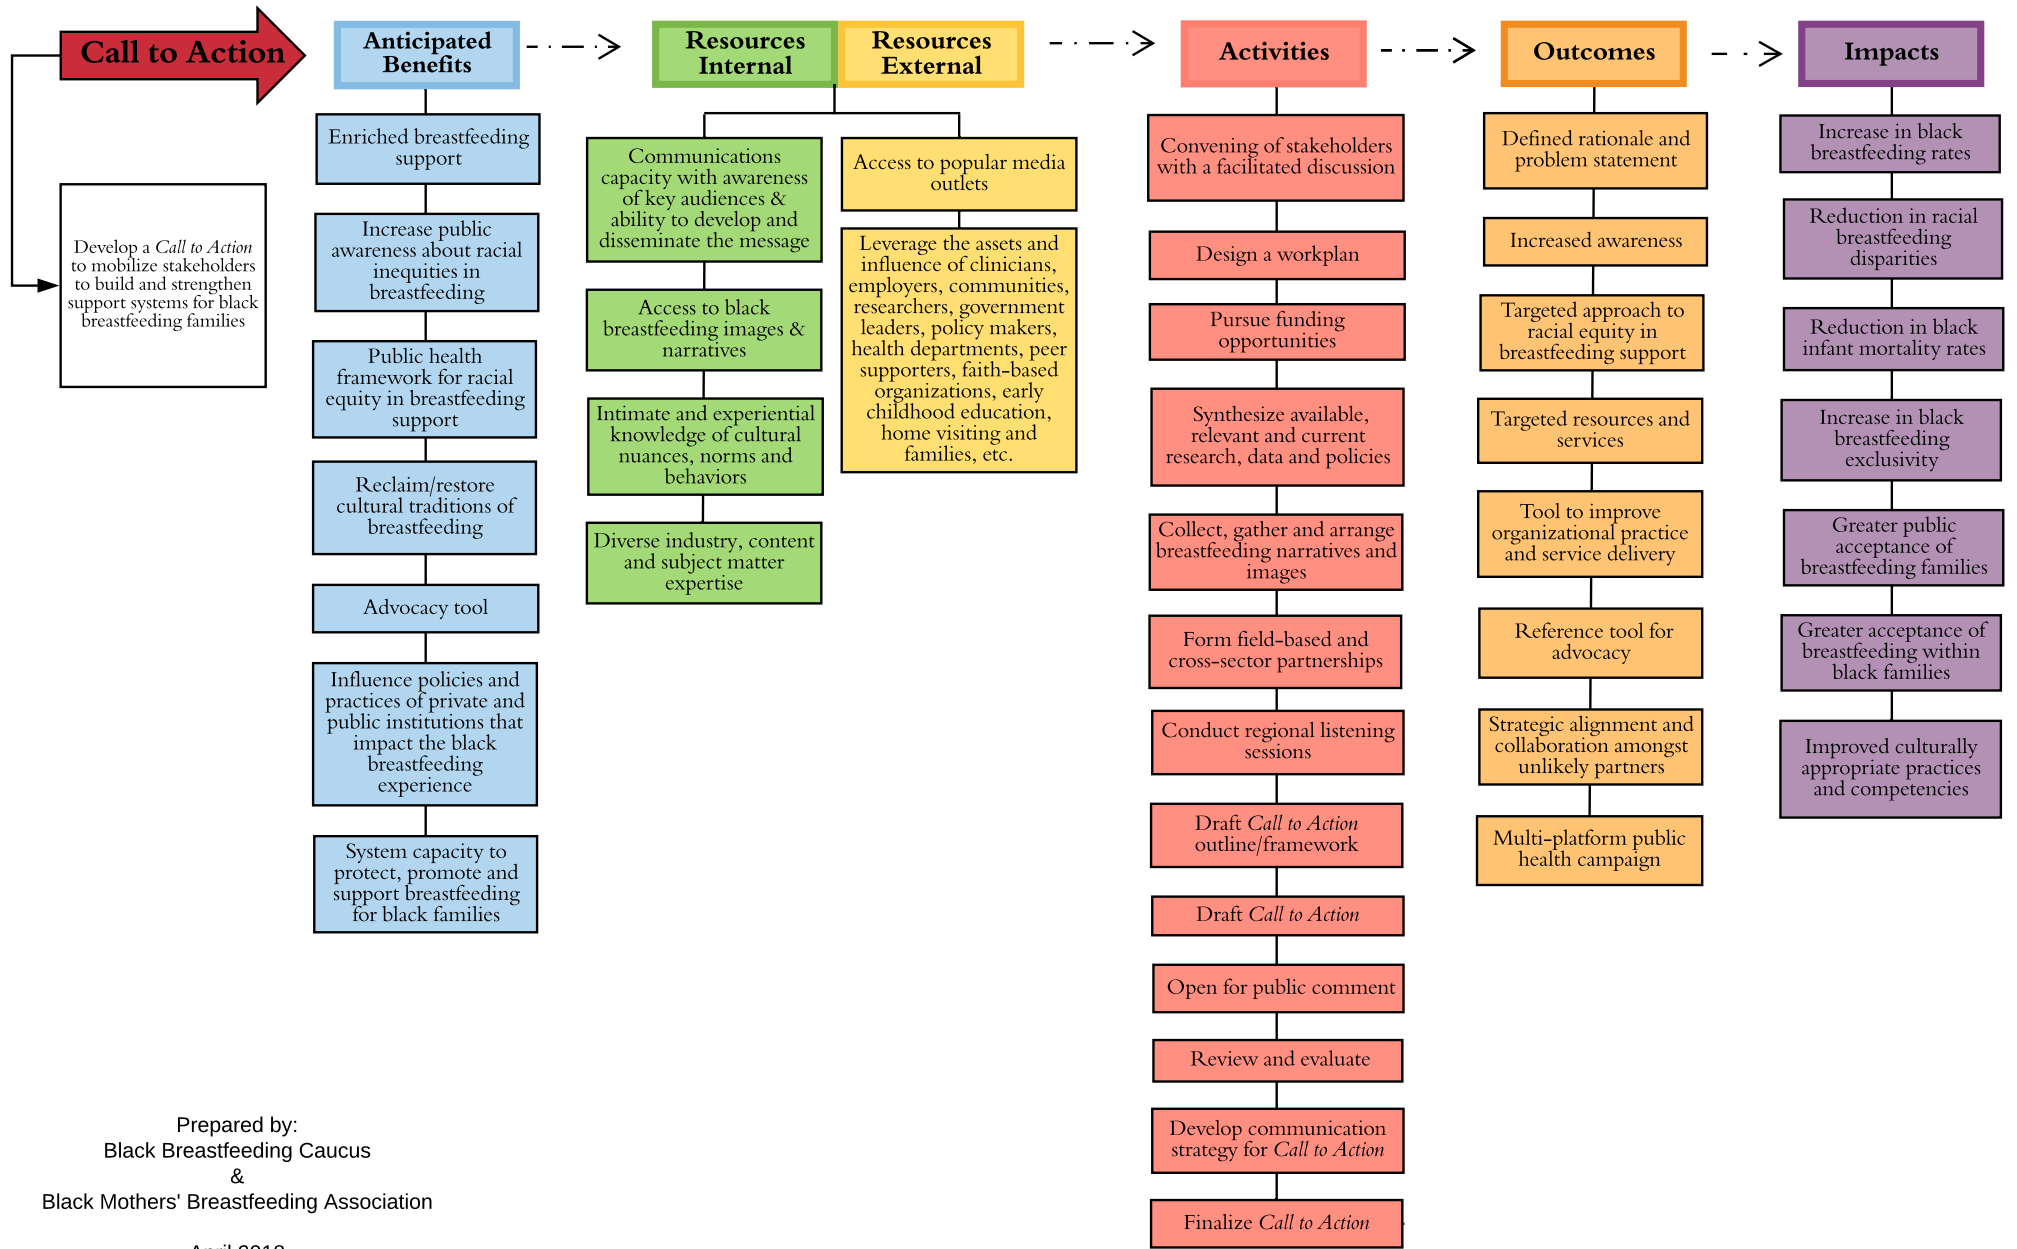 Call to Action
Develop a Call to Action
to mobilize stakeholders
to build and strengthen
support systems for black
breastfeeding families
Anticipated
Benefits
Enriched breastfeeding
support
Increase public
awareness about racial
inequities in
breastfeeding
Public health
framework for racial
equity in breastfeeding
support
Reclaim/restore
cultural traditions of
breastfeeding
Advocacy tool
Influence policies and
practices of private and
public institutions that
impact the black
breastfeeding
experience
System capacity to
protect, promote and
support breastfeeding
for black families
Resources
Internal
Communications
capacity with awareness
of key audiences &
ability to develop and
disseminate the message
Access to black
breastfeeding images &
narratives
Intimate and experiential
knowledge of cultural
nuances, norms and
behaviors
Diverse industry, content
and subject matter
expertise
Resources
External
Access to popular media
outlets
Leverage the assets and
influence of clinicians,
employers, communities,
researchers, government
leaders, policy makers,
health departments, peer
supporters, faith-based
organizations, early
childhood education,
home visiting and
families, etc.
Activities
Convening of stakeholders
with a facilitated discussion
Design a workplan
Pursue funding
opportunities
Synthesize available,
relevant and current
research, data and policies
Collect, gather and arrange
breastfeeding narratives and
images
Form field-based and
cross-sector partnerships
Conduct regional listening
sessions
Draft Call to Action
outline/framework
Draft Call to Action
Open for public comment
Review and evaluate
Develop communication
strategy for Call to Action
Finalize Call to Action
Outcomes
Defined rationale and
problem statement
Increased awareness
Targeted approach to
racial equity in
breastfeeding support
Targeted resources and
services
Tool to improve
organizational practice
and service delivery
Reference tool for
advocacy
Strategic alignment and
collaboration amongst
unlikely partners
Multi-platform public
health campaign
Impacts
Increase in black
breastfeeding rates
Reduction in racial
breastfeeding
disparities
Reduction in black
infant mortality rates
Increase in black
breastfeeding
exclusivity
Greater public
acceptance of
breastfeeding families
Greater acceptance of
breastfeeding within
black families
Improved culturally
appropriate practices
and competencies
Prepared by:
Black Breastfeeding Caucus
&
Black Mothers' Breastfeeding Association
April